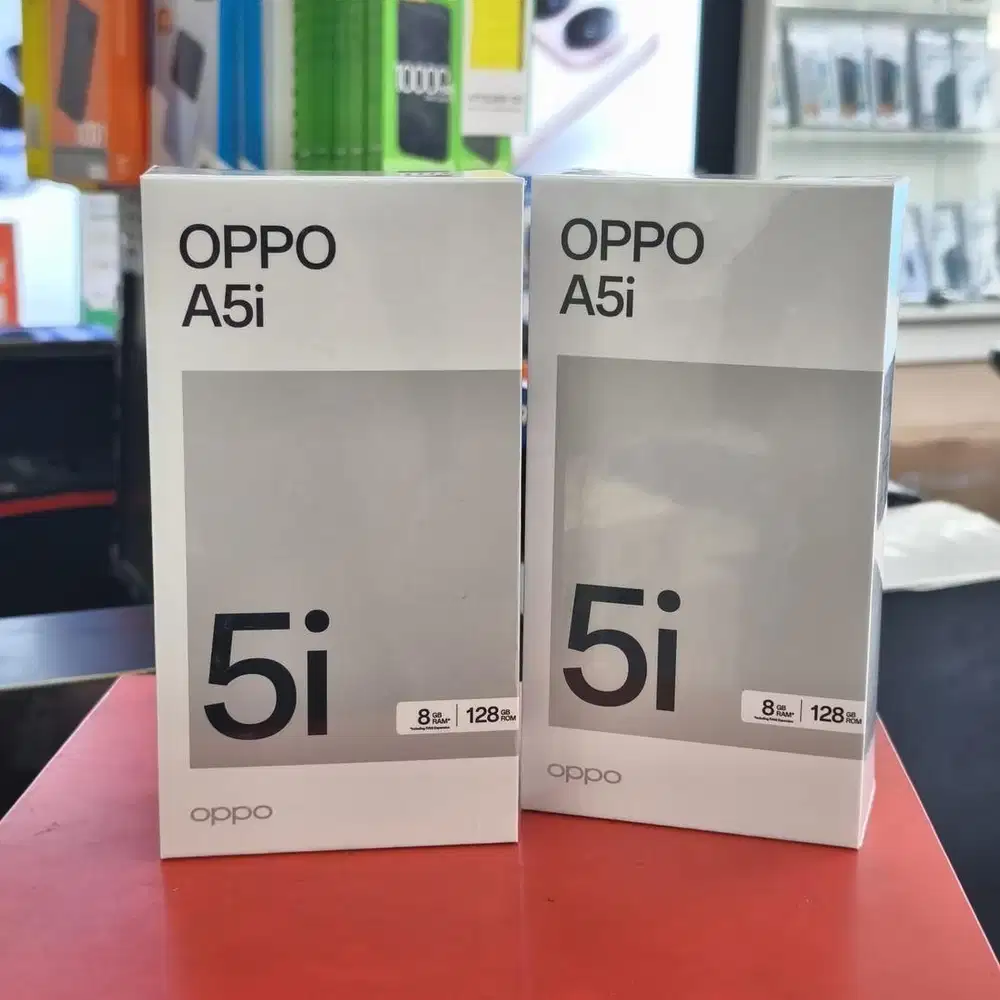 10000
OPPO
A5i
5i
8 GB RAM* | 128 GB ROM
oppo
OPPO
A5i
5i
8 GB RAM* | 128 GB ROM
oppo